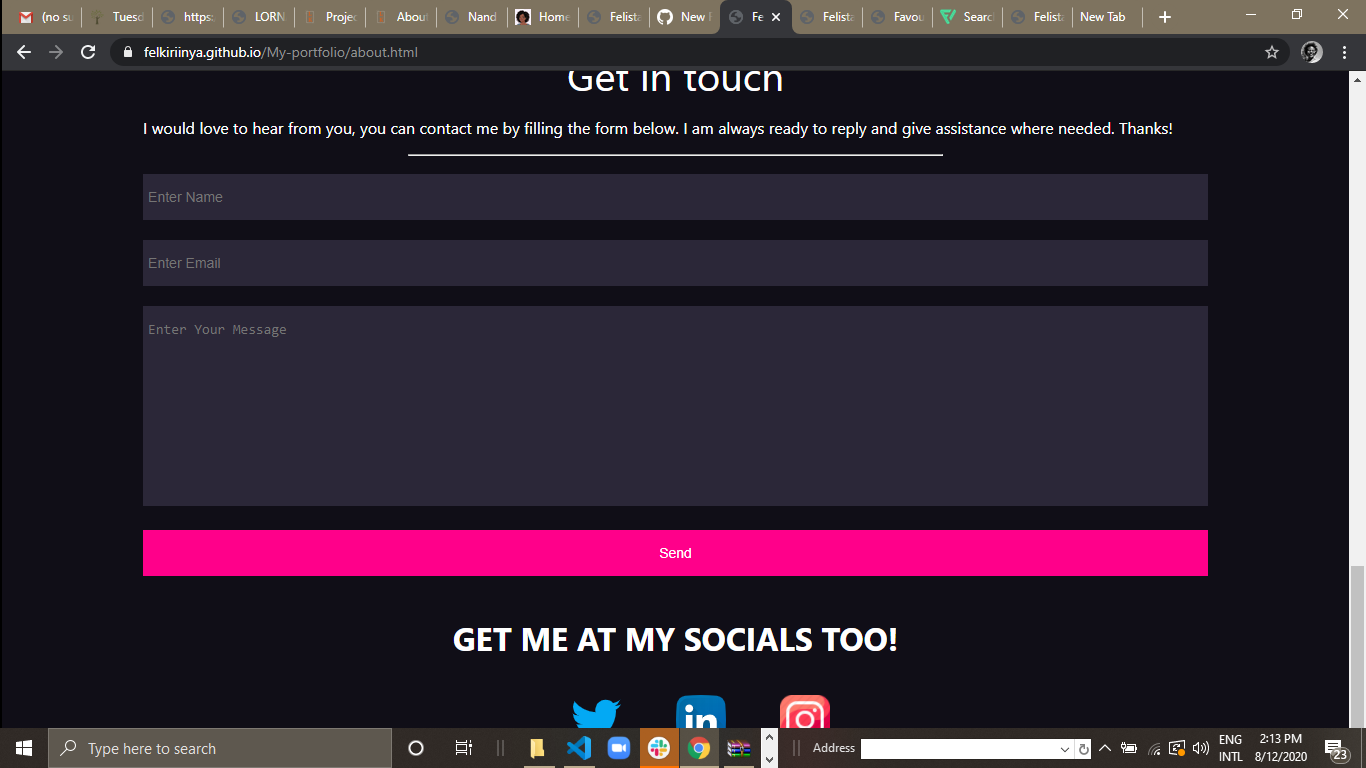 (no su
Tuesd
https:
LORN
Projec
About
Nand
Home
Felista
New R
Fe
Felista
Favou
Searc
Felista
New Tab
felkiriinya.github.io/My-portfolio/about.html
Get in touch
I would love to hear from you, you can contact me by filling the form below. I am always ready to reply and give assistance where needed. Thanks!
Enter Name
Enter Email
Enter Your Message
Send
GET ME AT MY SOCIALS TOO!
in
Type here to search
Address
ENG
INTL
2:13 PM
8/12/2020
23